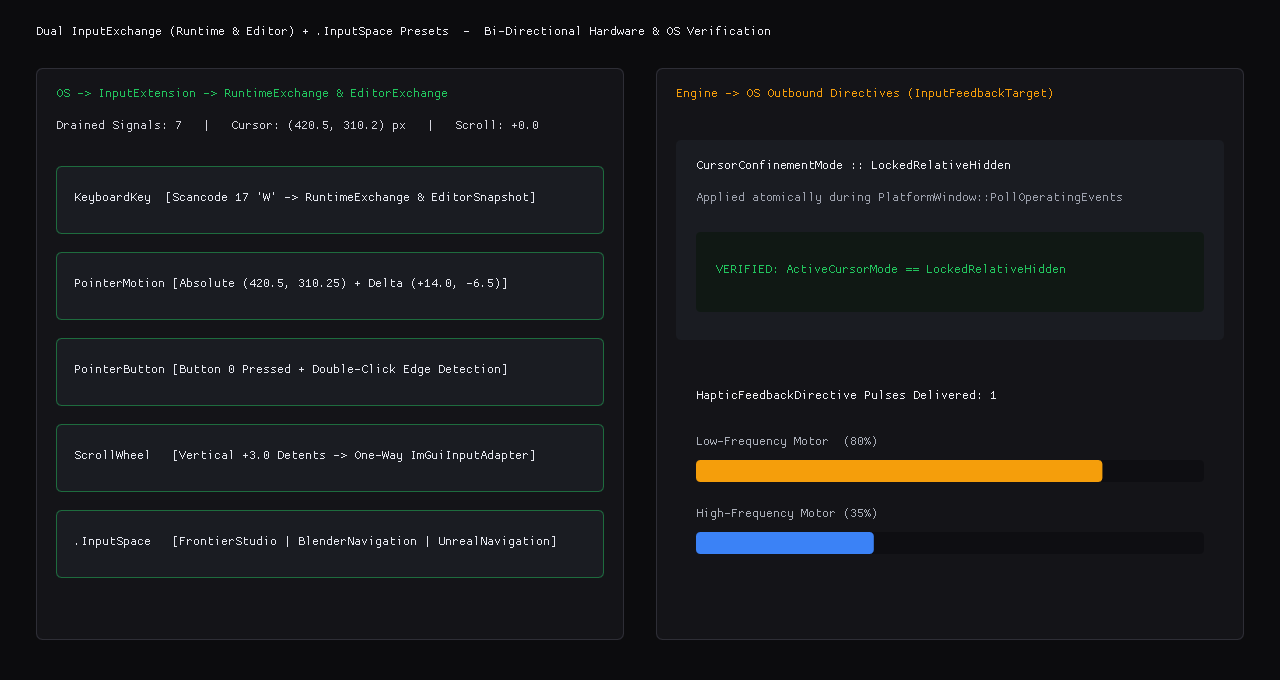 Dual InputExchange (Runtime & Editor) + .InputSpace Presets  -  Bi-Directional Hardware & OS Verification
OS -> InputExtension -> RuntimeExchange & EditorExchange
Drained Signals: 7   |   Cursor: (420.5, 310.2) px   |   Scroll: +0.0
KeyboardKey  [Scancode 17 'W' -> RuntimeExchange & EditorSnapshot]
PointerMotion [Absolute (420.5, 310.25) + Delta (+14.0, -6.5)]
PointerButton [Button 0 Pressed + Double-Click Edge Detection]
ScrollWheel   [Vertical +3.0 Detents -> One-Way ImGuiInputAdapter]
.InputSpace   [FrontierStudio | BlenderNavigation | UnrealNavigation]
Engine -> OS Outbound Directives (InputFeedbackTarget)
CursorConfinementMode :: LockedRelativeHidden
Applied atomically during PlatformWindow::PollOperatingEvents
VERIFIED: ActiveCursorMode == LockedRelativeHidden
HapticFeedbackDirective Pulses Delivered: 1
Low-Frequency Motor  (80%)
High-Frequency Motor (35%)